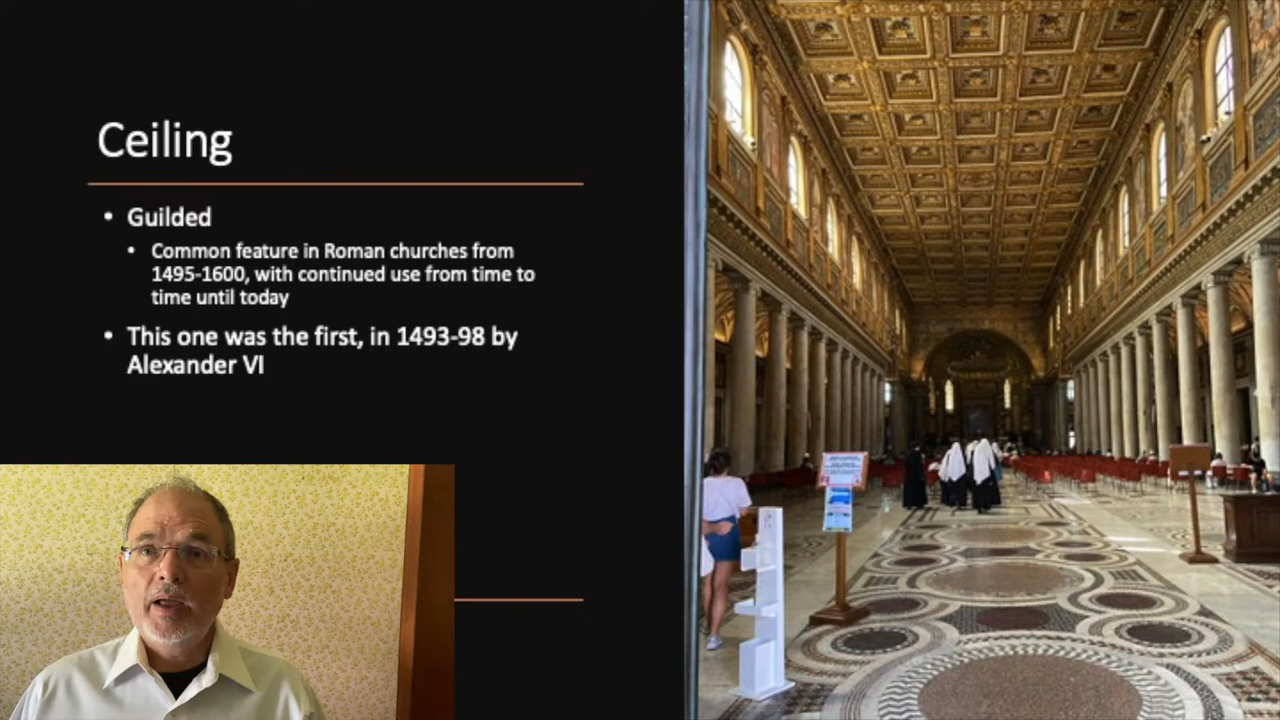 Ceiling
• Guilded
• Common feature in Roman churches from
1495-1600, with continued use from time to
time until today
• This one was the first, in 1493-98 by
Alexander VI